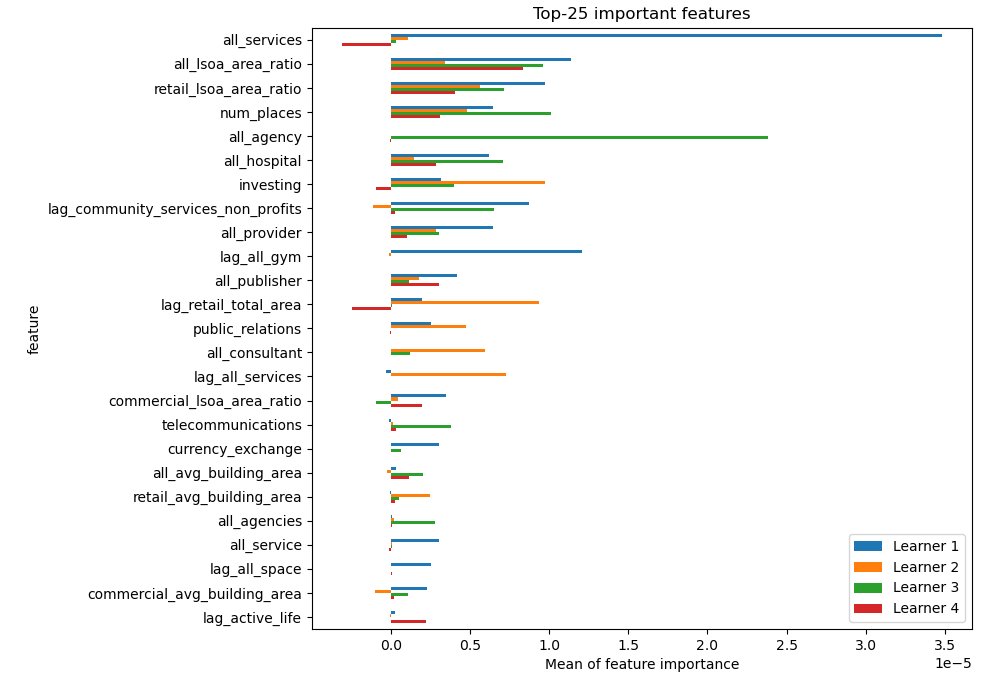 Top-25 important features
feature
all_services
all_lsoa_area_ratio
retail_lsoa_area_ratio
num_places
all_agency
all_hospital
investing
lag_community_services_non_profits
all_provider
lag_all_gym
all_publisher
lag_retail_total_area
public_relations
all_consultant
lag_all_services
commercial_lsoa_area_ratio
telecommunications
currency_exchange
all_avg_building_area
retail_avg_building_area
all_agencies
all_service
lag_all_space
commercial_avg_building_area
lag_active_life
Learner 1
Learner 2
Learner 3
Learner 4
0.0 0.5 1.0 1.5 2.0 2.5 3.0 3.5
1e−5
Mean of feature importance